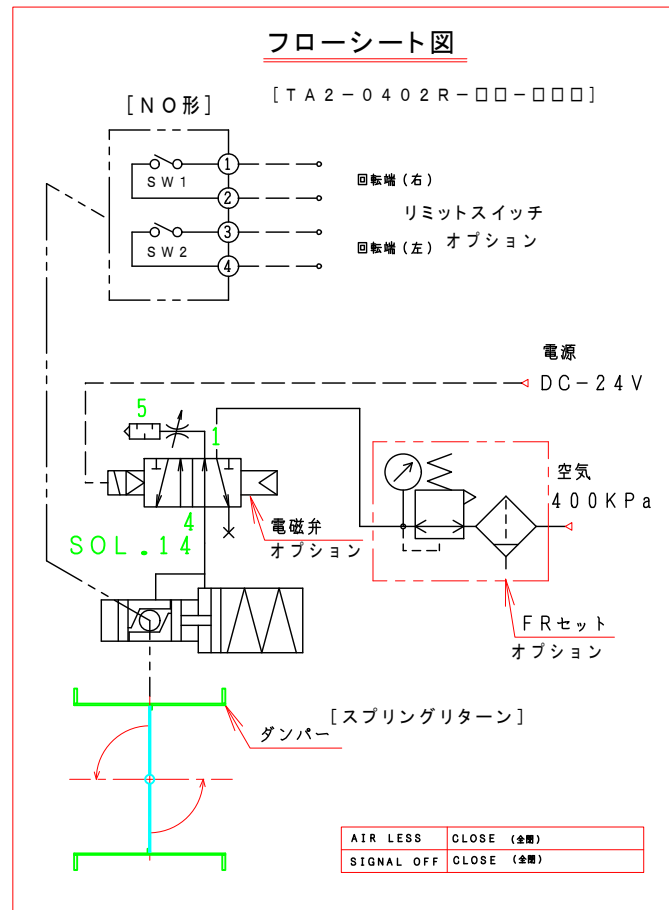 フローシート図
[TA2-0402R-□□-□□□]
[NO形]
SW1
SW2
1
2
3
4
回転端(右)
リミットスイッチ
オプション
回転端(左)
電源
DC-24V
5
1
4
SOL.14
電磁弁
オプション
空気
400KPa
FRセット
オプション
ダンパー
[スプリングリターン]
AIR LESS CLOSE (全閉)
SIGNAL OFF CLOSE (全閉)